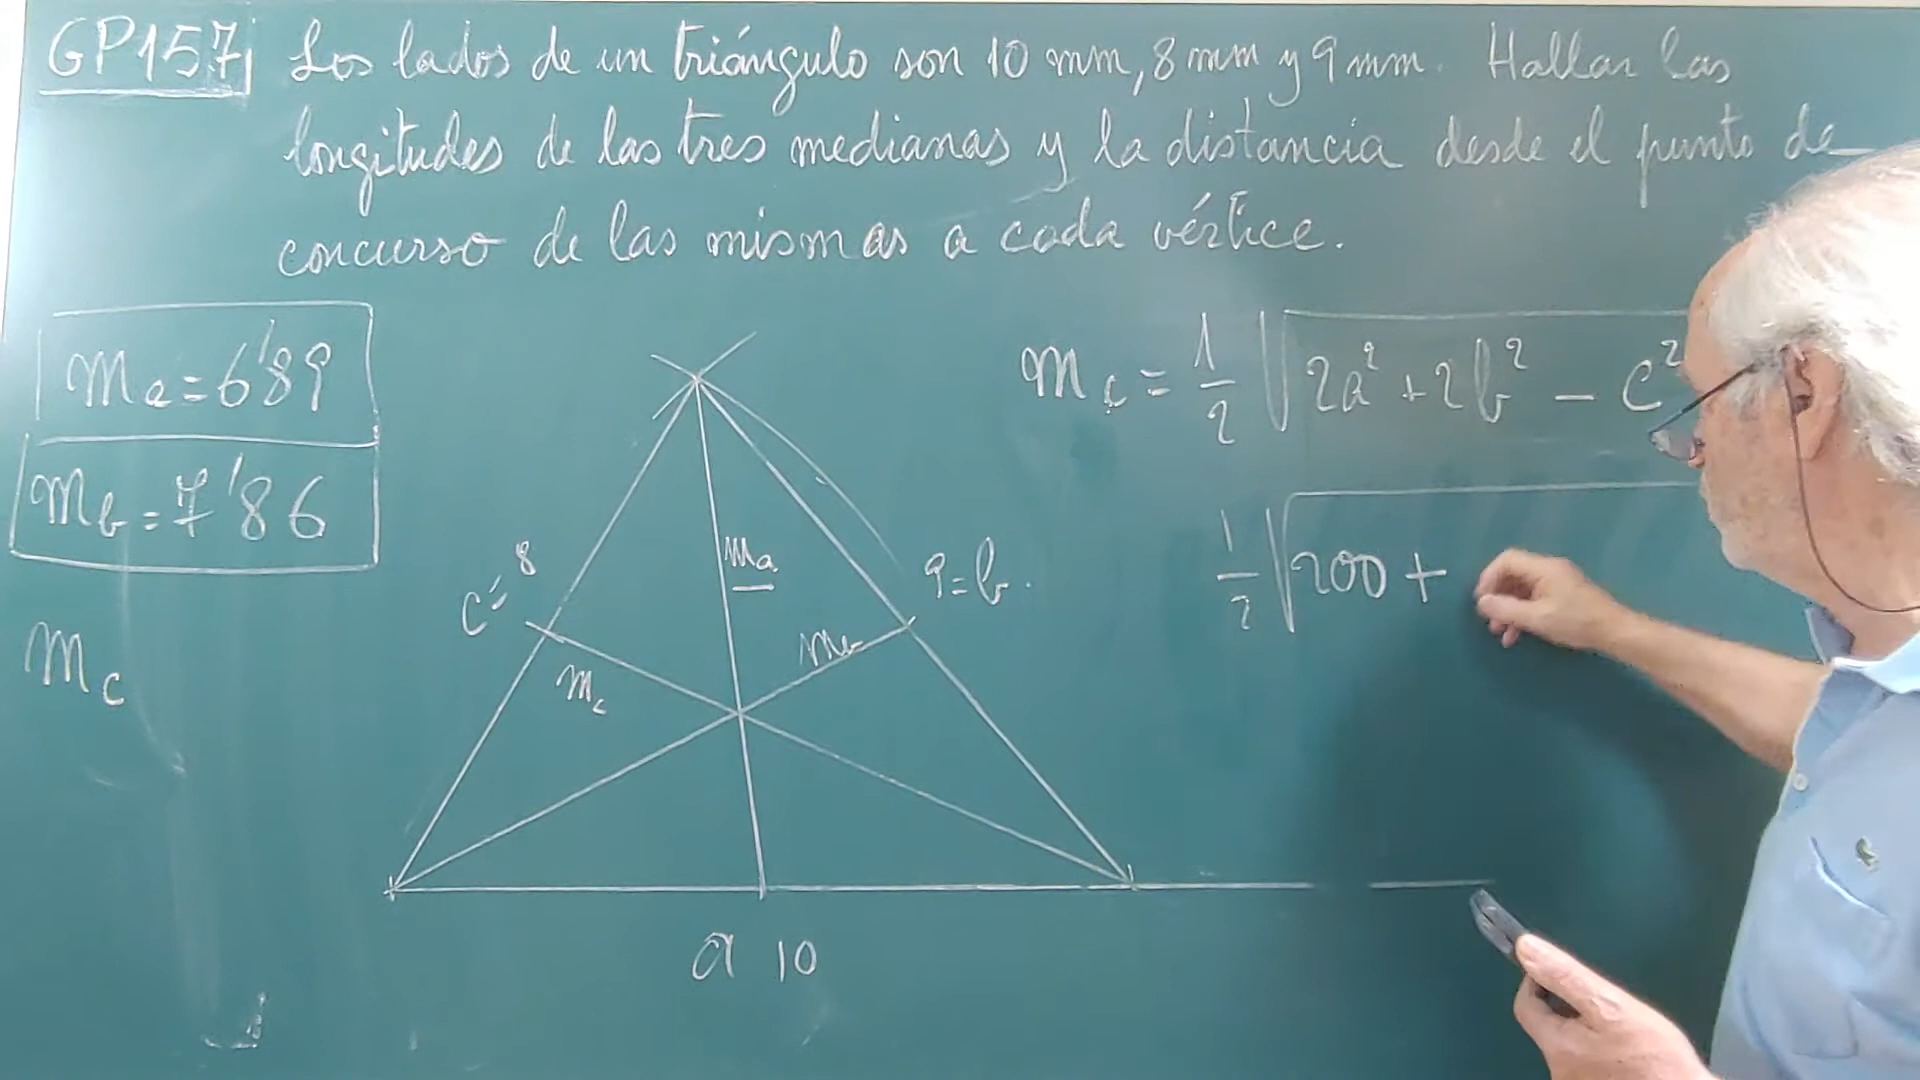 GP157 Los lados de un triángulo son 10 mm, 8 mm y 9 mm. Hallar las
longitudes de las tres medianas y la distancia desde el punto de
concurso de las mismas a cada vértice.
ma = 6'89
mb = 7'86
mc
c = 8
ma
9 = b.
mc
mb
a 10
mc = 1/2 √2a² + 2b² - c²
1/2 √200 +